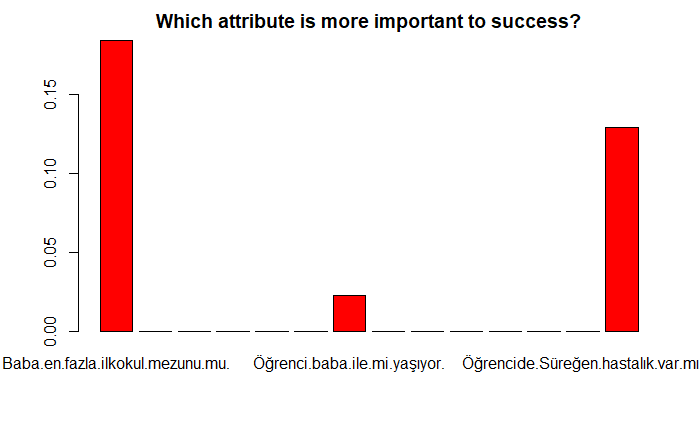 Which attribute is more important to success?
0.15
0.10
0.05
0.00
Baba.en.fazla.ilkokul.mezunu.mu. Öğrenci.baba.ile.mi.yaşıyor. Öğrencide.Süreğen.hastalık.var.mı